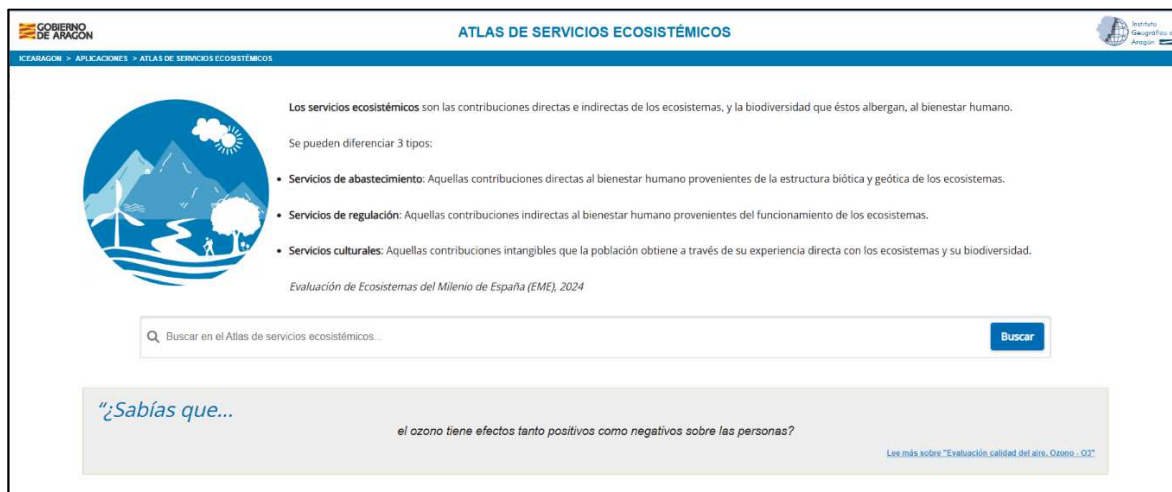 GOBIERNO
DE ARAGON
ATLAS DE SERVICIOS ECOSISTÉMICOS
Instituto
Geográfico
Aragón
ICEARAGON > APLICACIONES > ATLAS DE SERVICIOS ECOSISTÉMICOS
Los servicios ecosistémicos son las contribuciones directas e indirectas de los ecosistemas, y la biodiversidad que éstos albergan, al bienestar humano.
Se pueden diferenciar 3 tipos:
• Servicios de abastecimiento: Aquellas contribuciones directas al bienestar humano provenientes de la estructura biótica y geótica de los ecosistemas.
• Servicios de regulación: Aquellas contribuciones indirectas al bienestar humano provenientes del funcionamiento de los ecosistemas.
• Servicios culturales: Aquellas contribuciones intangibles que la población obtiene a través de su experiencia directa con los ecosistemas y su biodiversidad.
Evaluación de Ecosistemas del Milenio de España (EME), 2024
Buscar en el Atlas de servicios ecosistémicos...
Buscar
“¿Sabías que...
el ozono tiene efectos tanto positivos como negativos sobre las personas?
Lee más sobre "Evaluación calidad del aire. Ozono - O3"